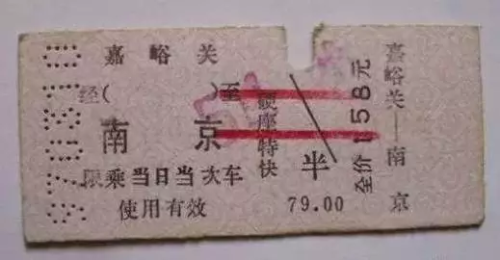 嘉峪关
经( )至
南京
限乘当日当次车
使用有效
硬座特快
半
79.00
全价158元
嘉峪关—南京